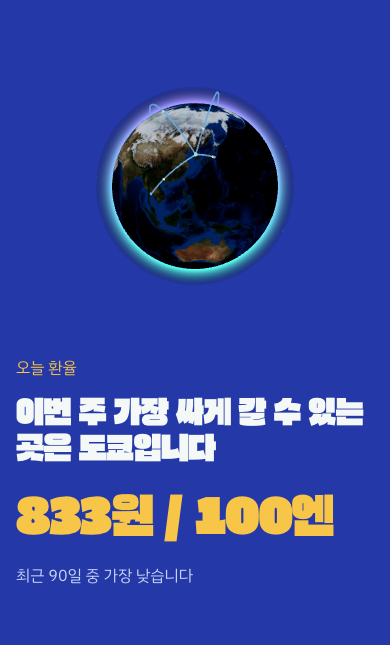 오늘 환율
이번 주 가장 싸게 갈 수 있는
곳은 도쿄입니다
833원 / 100엔
최근 90일 중 가장 낮습니다